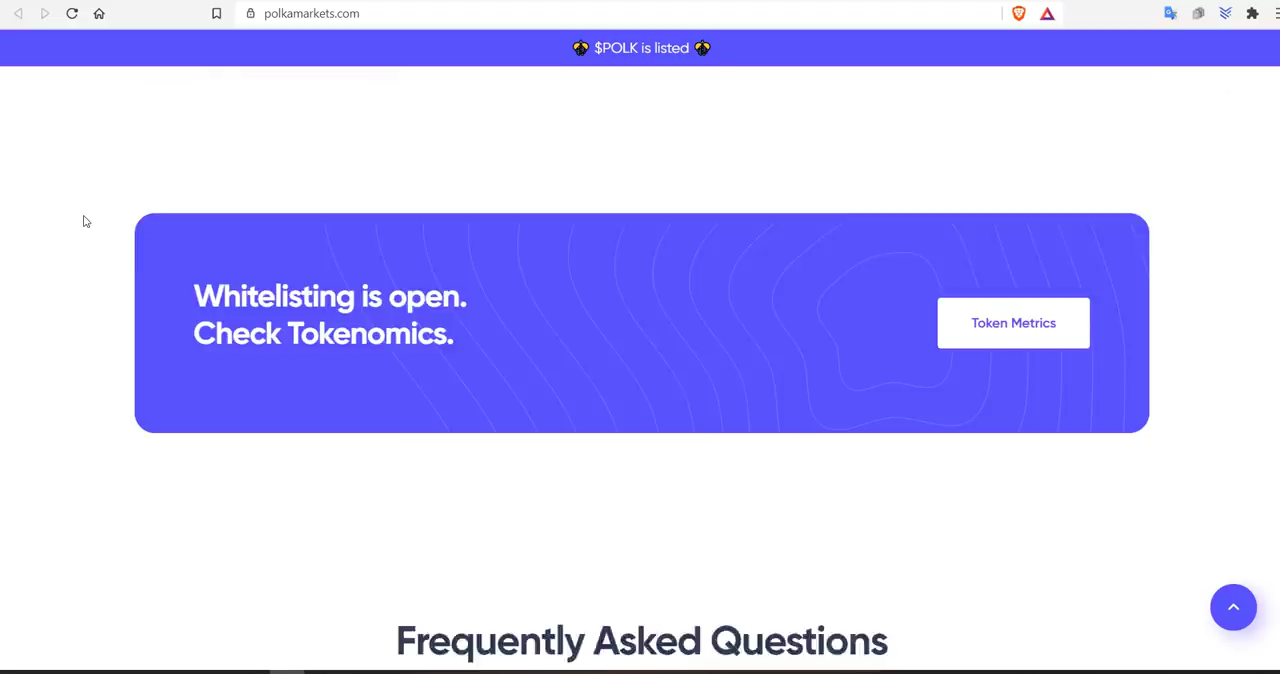 polkamarkets.com
$POLK is listed
Whitelisting is open.
Check Tokenomics.
Token Metrics
Frequently Asked Questions